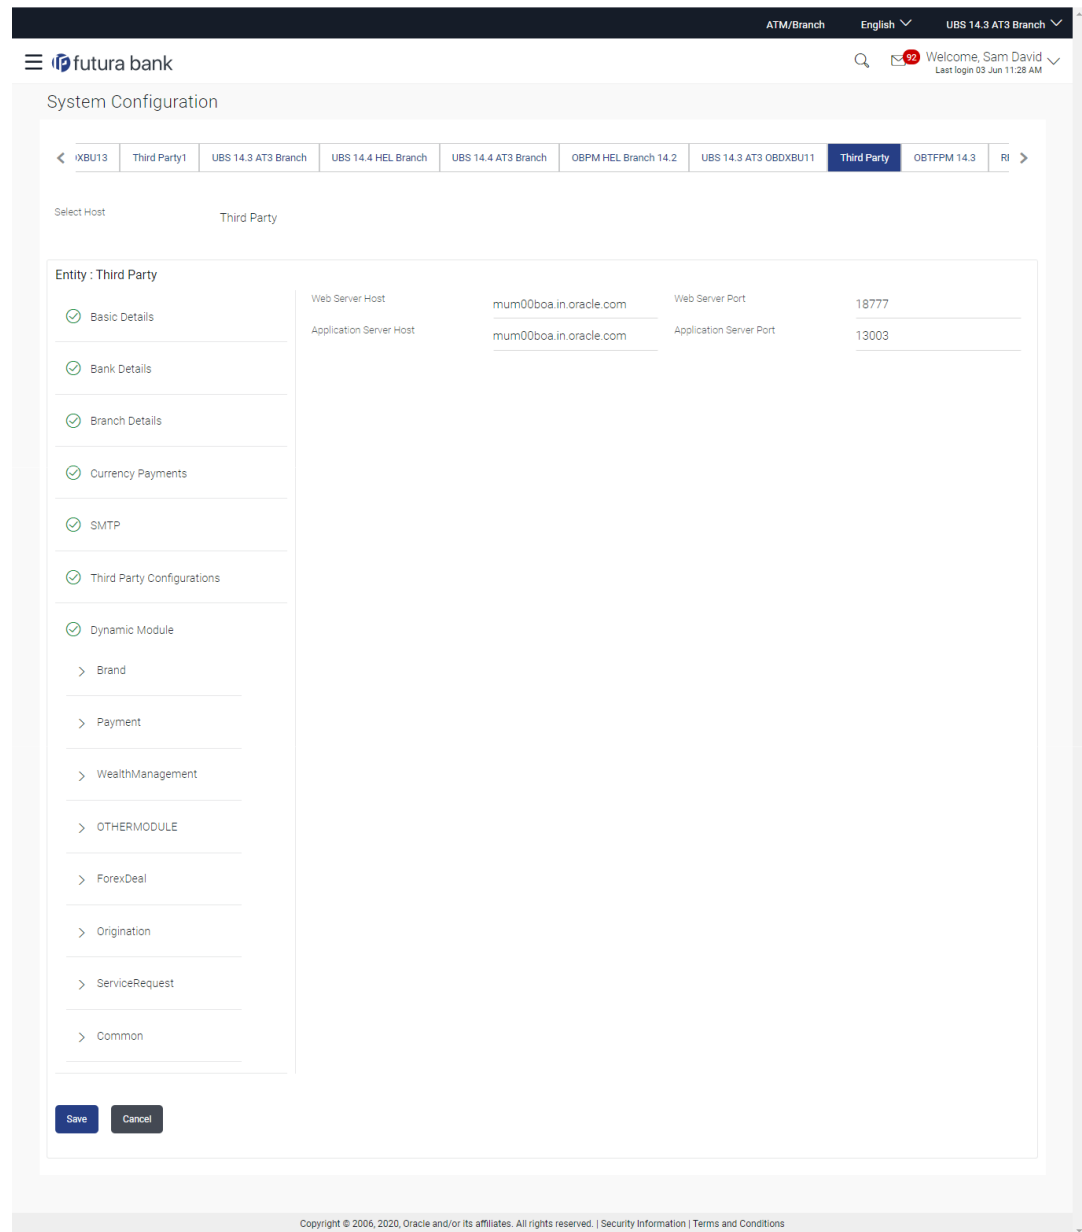 ATM/Branch English UBS 14.3 AT3 Branch
futura bank 92 Welcome, Sam David
Last login 03 Jun 11:28 AM
System Configuration
XBU13 Third Party1 UBS 14.3 AT3 Branch UBS 14.4 HEL Branch UBS 14.4 AT3 Branch OBPM HEL Branch 14.2 UBS 14.3 AT3 OBDXBU11 Third Party OBTFPM 14.3
Select Host Third Party
Entity : Third Party
Web Server Host mum00boa.in.oracle.com Web Server Port 18777
Application Server Host mum00boa.in.oracle.com Application Server Port 13003
Basic Details
Bank Details
Branch Details
Currency Payments
SMTP
Third Party Configurations
Dynamic Module
Brand
Payment
WealthManagement
OTHERMODULE
ForexDeal
Origination
ServiceRequest
Common
Save Cancel
Copyright © 2006, 2020, Oracle and/or its affiliates. All rights reserved. | Security Information | Terms and Conditions